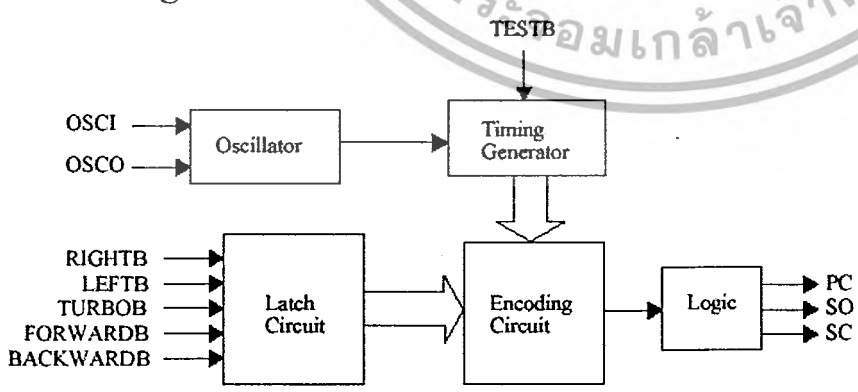 TESTB
OSCI
OSCO
Oscillator
Timing
Generator
RIGHTB
LEFTB
TURBOB
FORWARDB
BACKWARDB
Latch
Circuit
Encoding
Circuit
Logic
PC
SO
SC